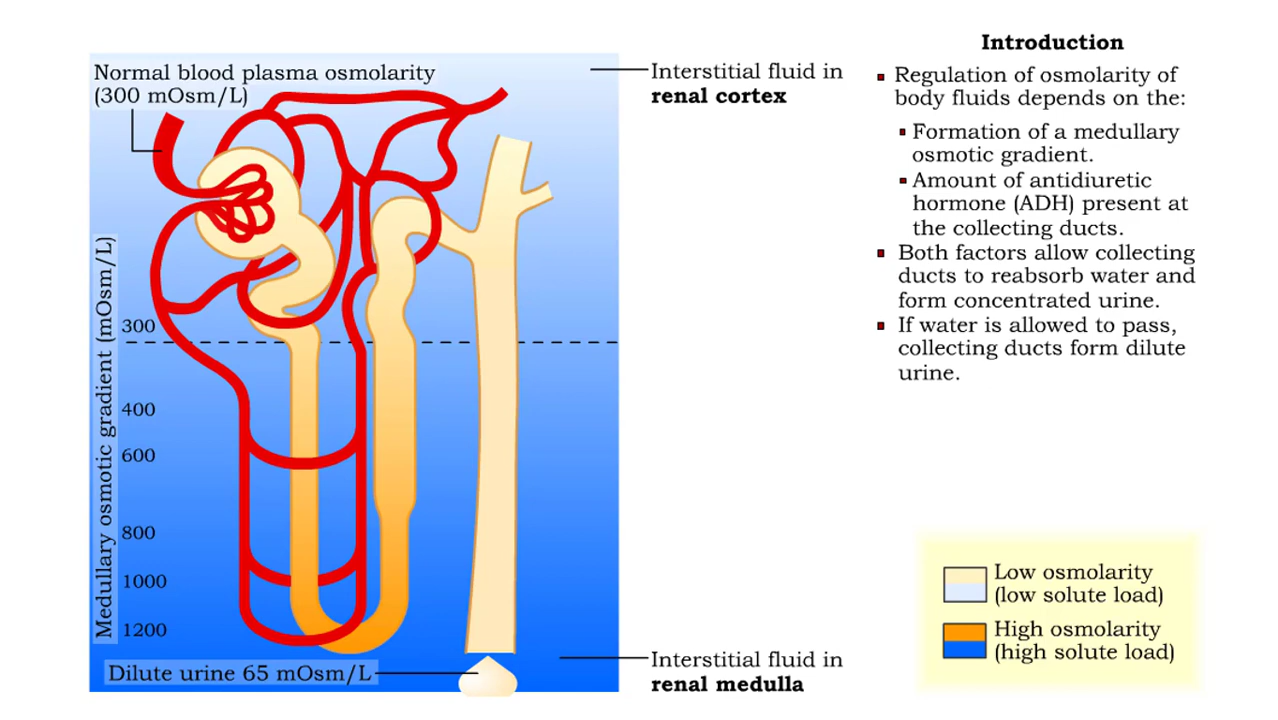 Normal blood plasma osmolarity
(300 mOsm/L)
Medullary osmotic gradient (mOsm/L)
300
400
600
800
1000
1200
Dilute urine 65 mOsm/L
Interstitial fluid in
renal cortex
Interstitial fluid in
renal medulla
Introduction
▪ Regulation of osmolarity of
body fluids depends on the:
▪ Formation of a medullary
osmotic gradient.
▪ Amount of antidiuretic
hormone (ADH) present at
the collecting ducts.
▪ Both factors allow collecting
ducts to reabsorb water and
form concentrated urine.
▪ If water is allowed to pass,
collecting ducts form dilute
urine.
Low osmolarity
(low solute load)
High osmolarity
(high solute load)